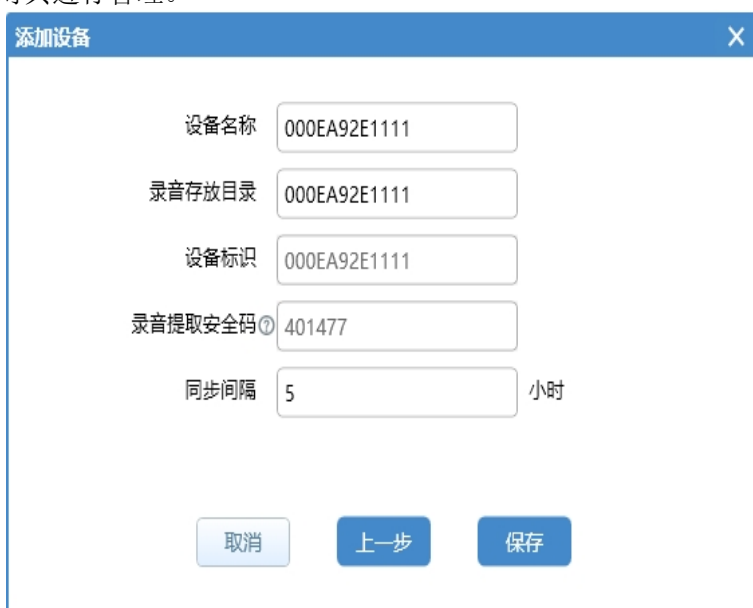 添加设备
设备名称 000EA92E1111
录音存放目录 000EA92E1111
设备标识 000EA92E1111
录音提取安全码? 401477
同步间隔 5 小时
取消 上一步 保存